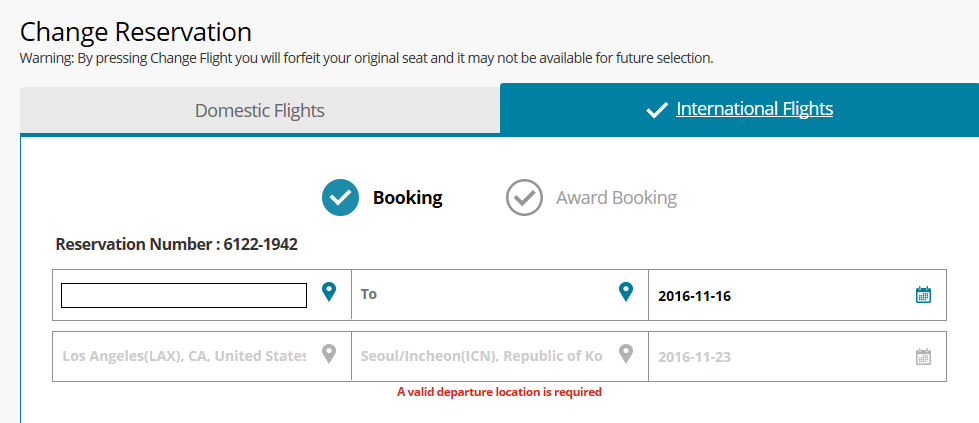 Change Reservation
Warning: By pressing Change Flight you will forfeit your original seat and it may not be available for future selection.
Domestic Flights International Flights
Booking Award Booking
Reservation Number : 6122-1942
To 2016-11-16
Los Angeles(LAX), CA, United States Seoul/Incheon(ICN), Republic of Ko 2016-11-23
A valid departure location is required